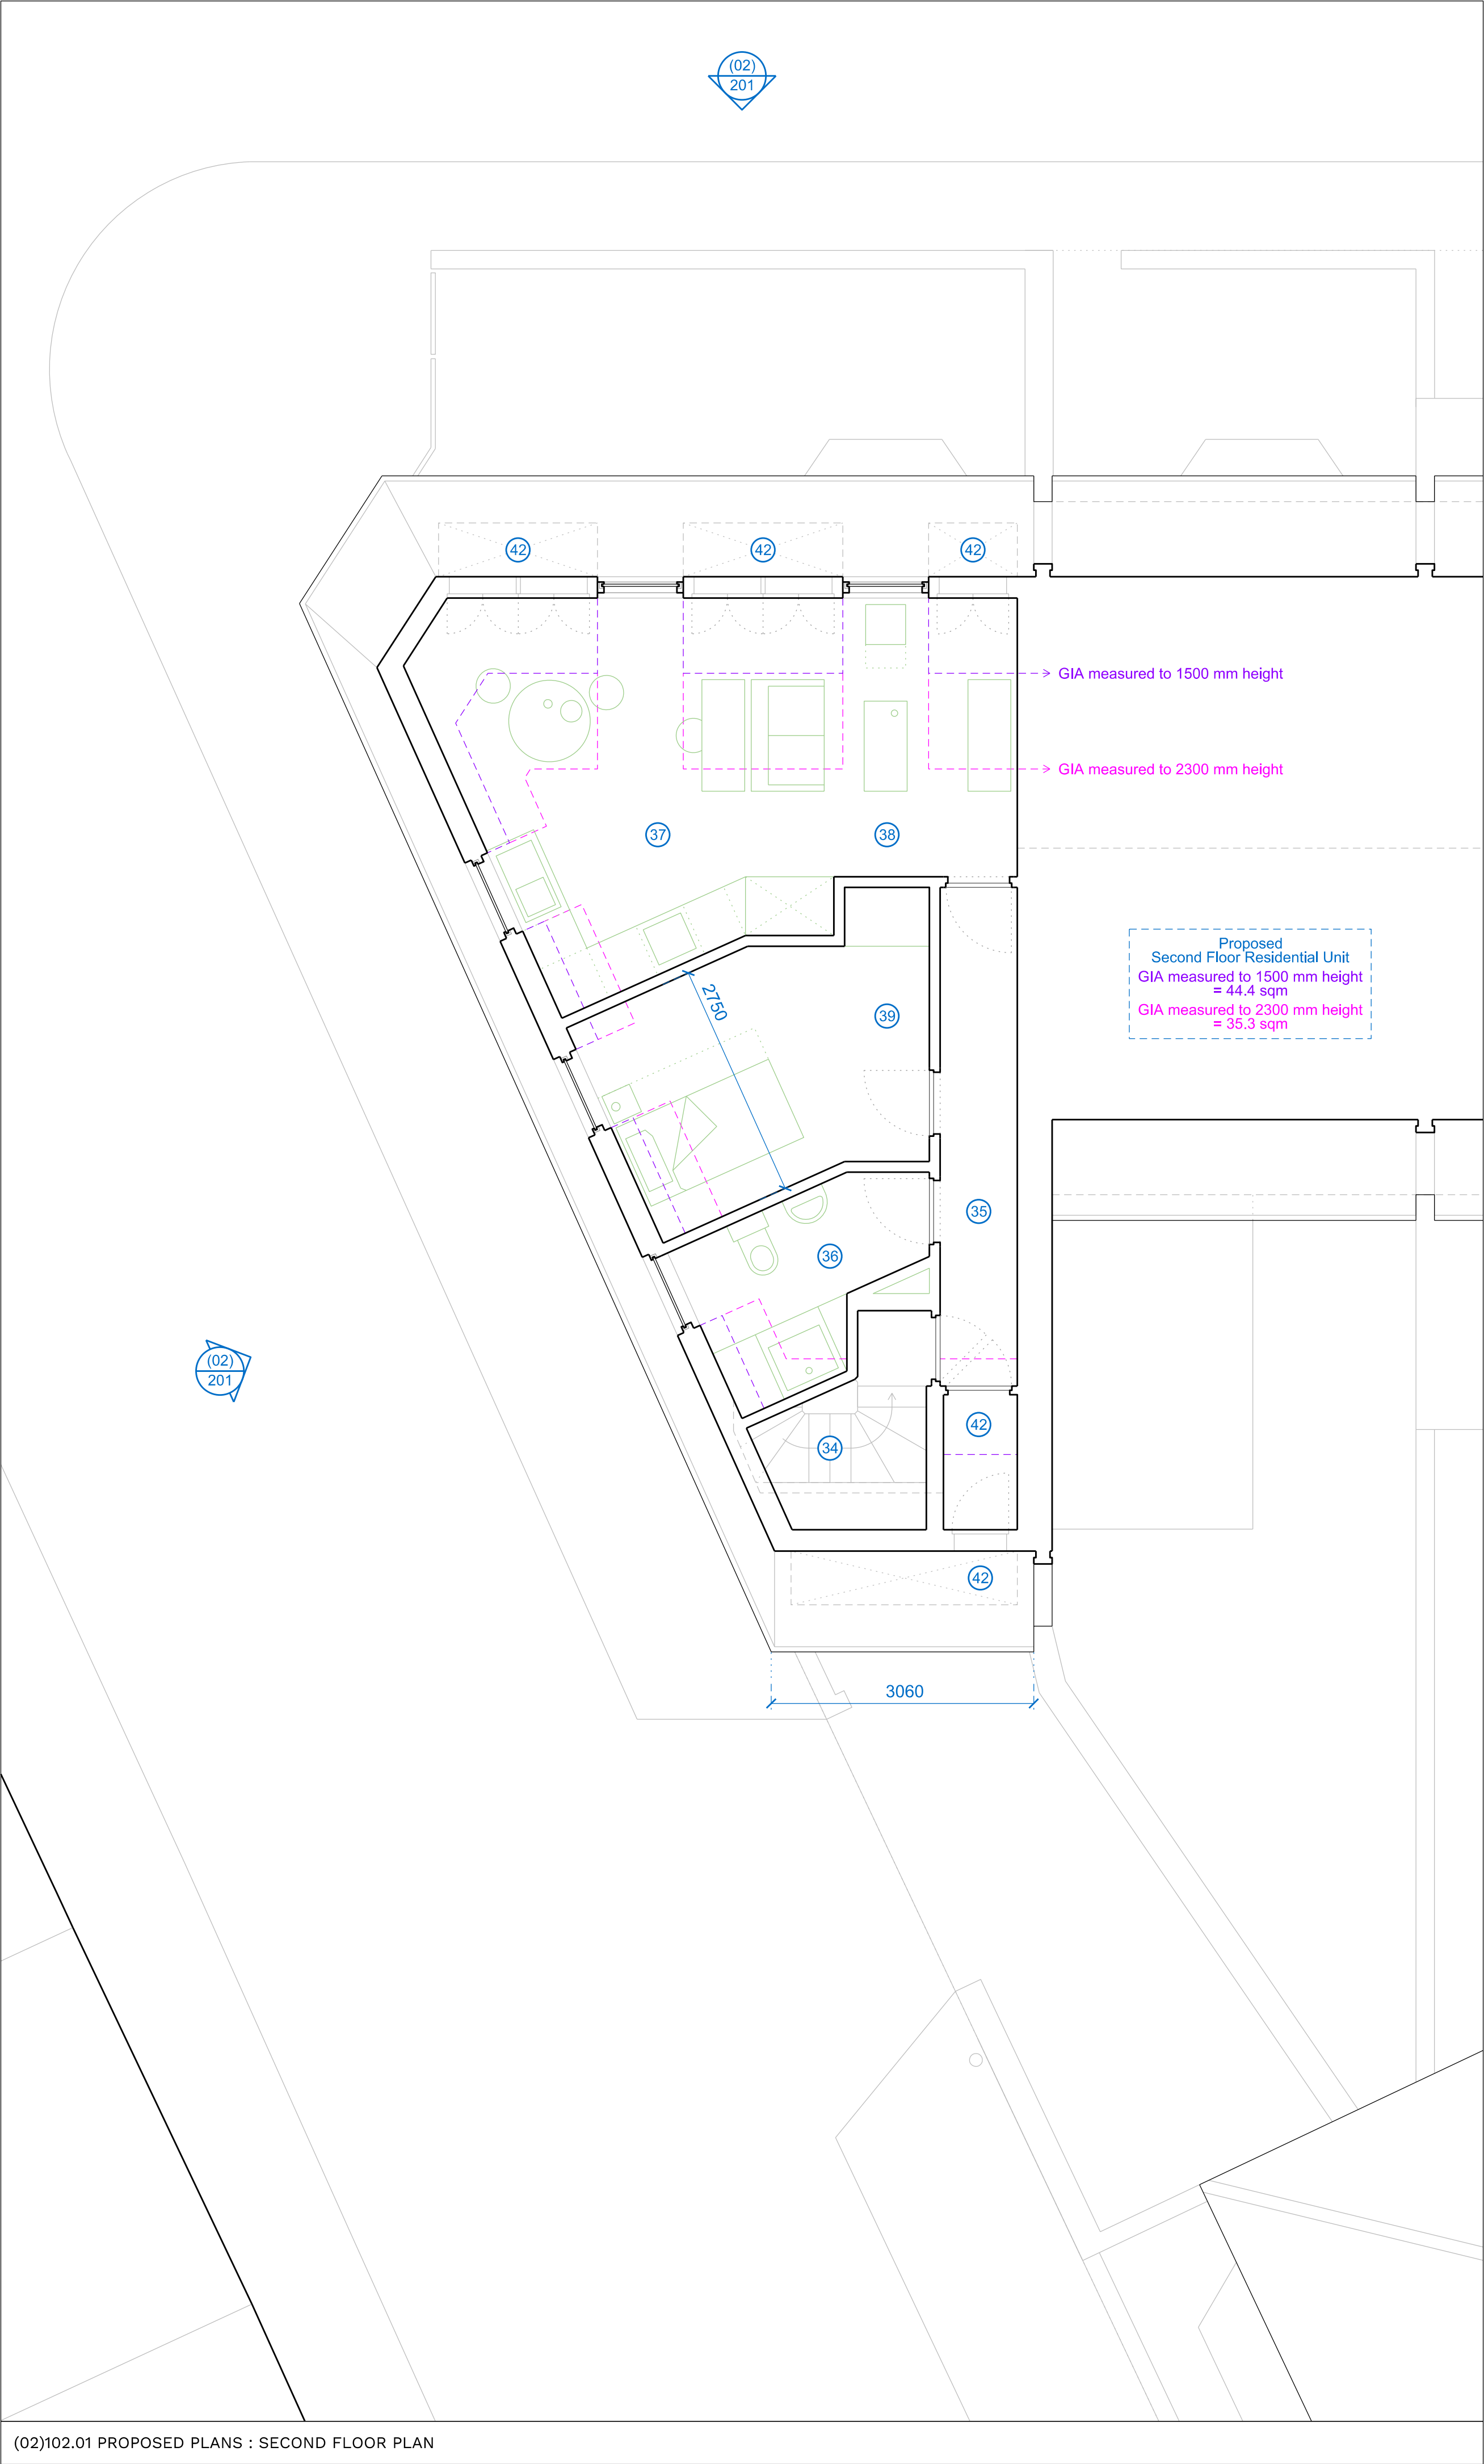 (02)
201
42
42
42
GIA measured to 1500 mm height
GIA measured to 2300 mm height
37
38
Proposed
Second Floor Residential Unit
GIA measured to 1500 mm height
= 44.4 sqm
GIA measured to 2300 mm height
= 35.3 sqm
2750
39
35
36
(02)
201
42
34
42
3060
(02)102.01 PROPOSED PLANS : SECOND FLOOR PLAN